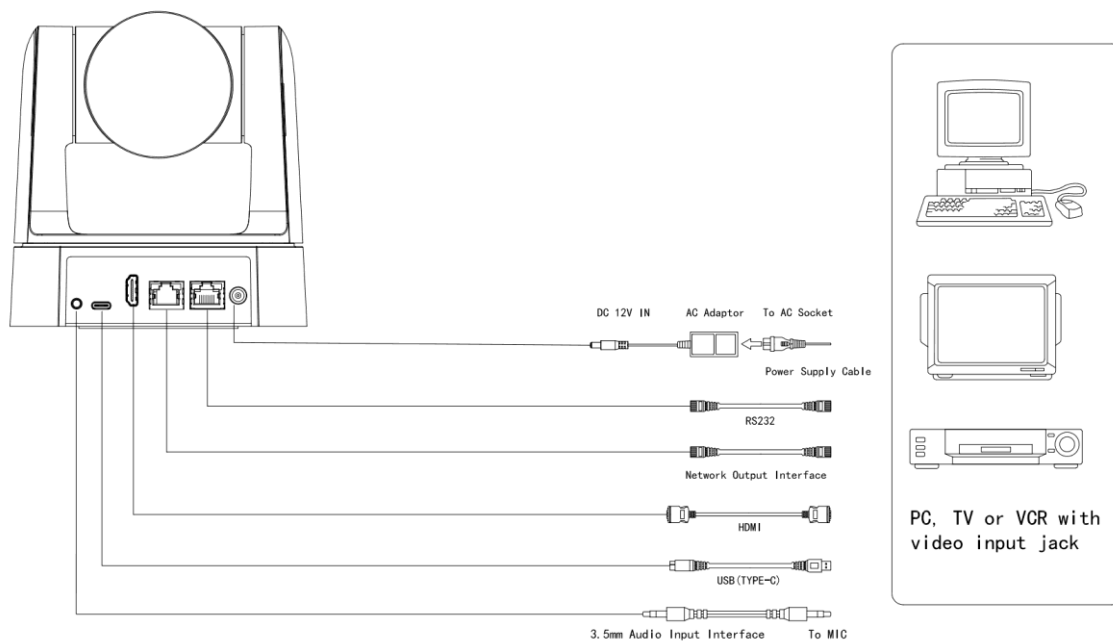 DC 12V IN AC Adaptor To AC Socket
Power Supply Cable
RS232
Network Output Interface
HDMI
USB(TYPE-C)
3.5mm Audio Input Interface To MIC
PC, TV or VCR with
video input jack